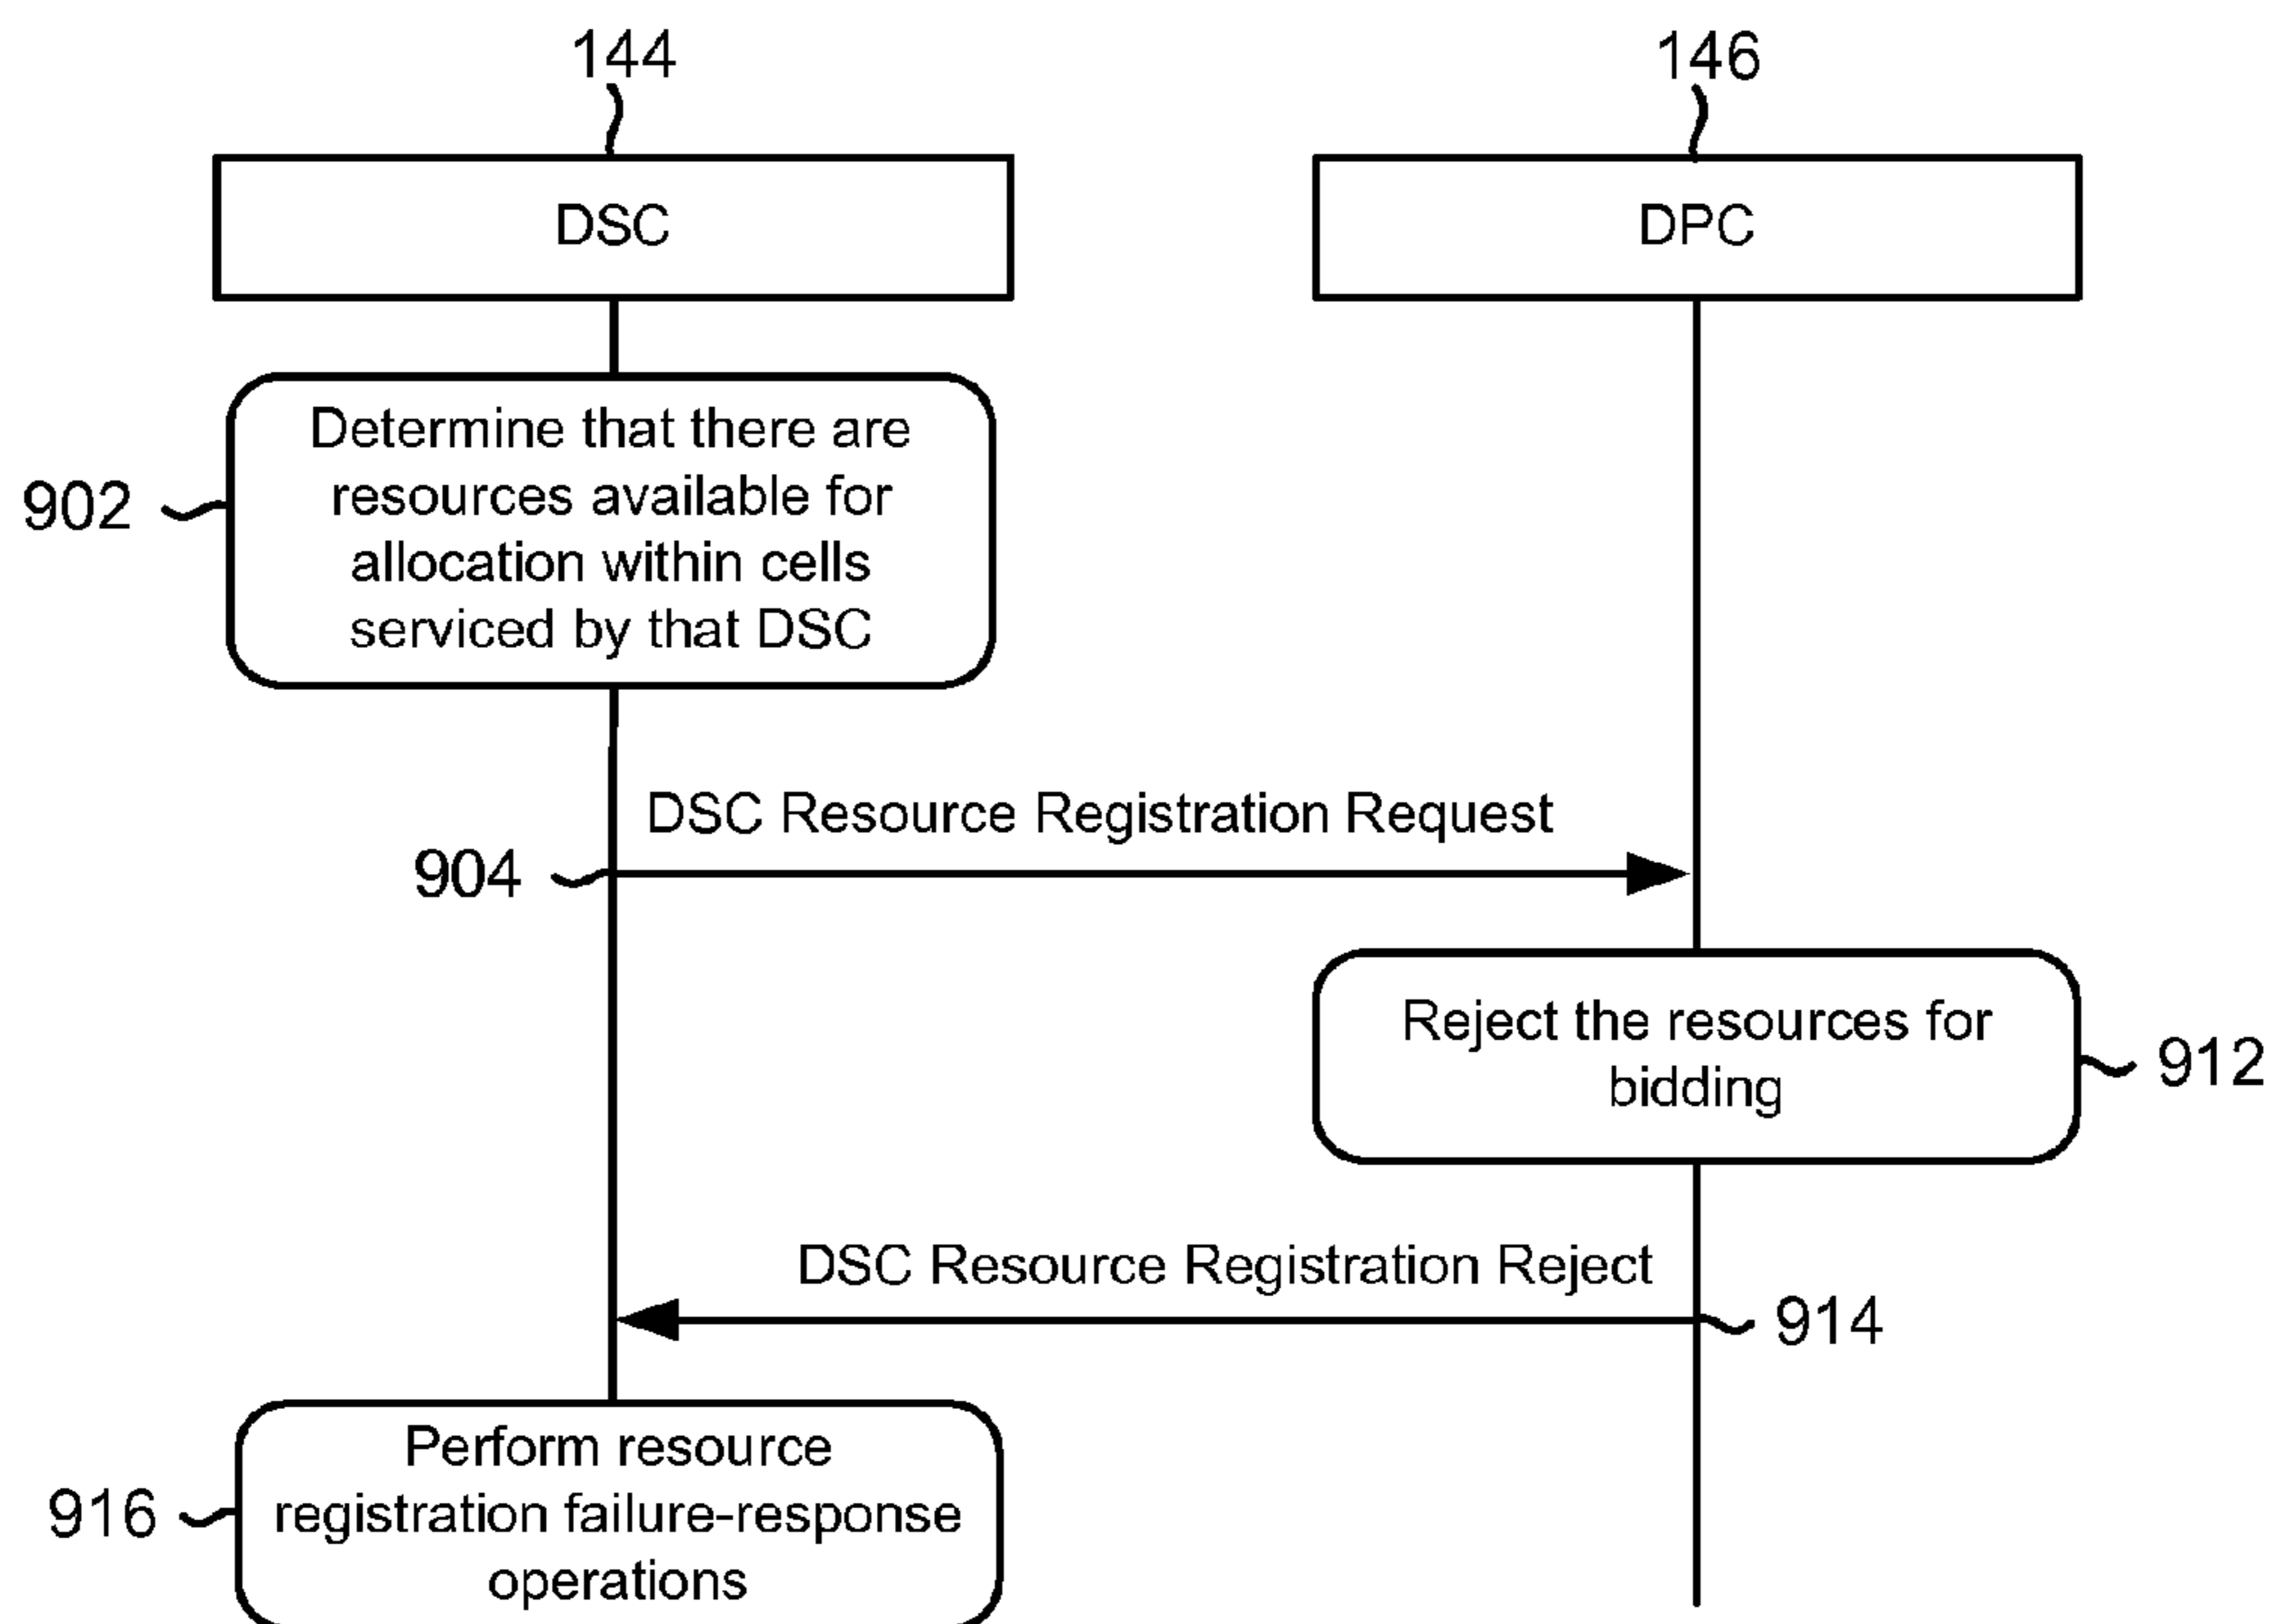 144
146
DSC
DPC
Determine that there are
resources available for
allocation within cells
serviced by that DSC
902
DSC Resource Registration Request
904
Reject the resources for
bidding
912
DSC Resource Registration Reject
914
Perform resource
registration failure-response
operations
916